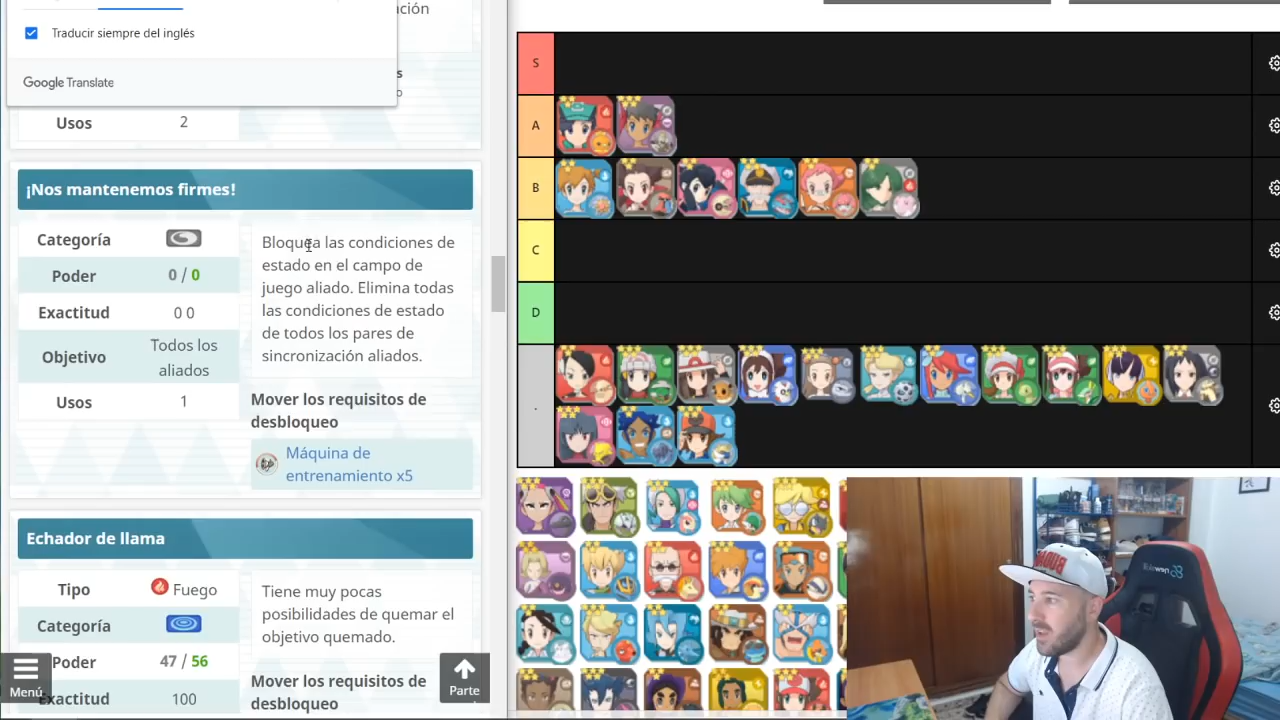 ación
Traducir siempre del inglés
Google Translate
s
o
Usos 2
¡Nos mantenemos firmes!
Categoría
Poder 0 / 0
Exactitud 0 0
Objetivo Todos los
aliados
Usos 1
Bloquea las condiciones de
estado en el campo de
juego aliado. Elimina todas
las condiciones de estado
de todos los pares de
sincronización aliados.
Mover los requisitos de
desbloqueo
Máquina de
entrenamiento x5
Echador de llama
Tipo Fuego
Categoría
Poder 47 / 56
Exactitud 100
Tiene muy pocas
posibilidades de quemar el
objetivo quemado.
Mover los requisitos de
desbloqueo
Menú
Parte
S
A
B
C
D
.